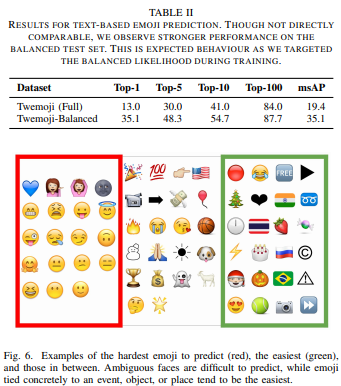 TABLE II
RESULTS FOR TEXT-BASED EMOJI PREDICTION. THOUGH NOT DIRECTLY
COMPARABLE, WE OBSERVE STRONGER PERFORMANCE ON THE
BALANCED TEST SET. THIS IS EXPECTED BEHAVIOUR AS WE TARGETED
THE BALANCED LIKELIHOOD DURING TRAINING.
Dataset Top-1 Top-5 Top-10 Top-100 msAP
Twemoji (Full) 13.0 30.0 41.0 84.0 19.4
Twemoji-Balanced 35.1 48.3 54.7 87.7 35.1
100
FREE
Fig. 6. Examples of the hardest emoji to predict (red), the easiest (green),
and those in between. Ambiguous faces are difficult to predict, while emoji
tied concretely to an event, object, or place tend to be the easiest.